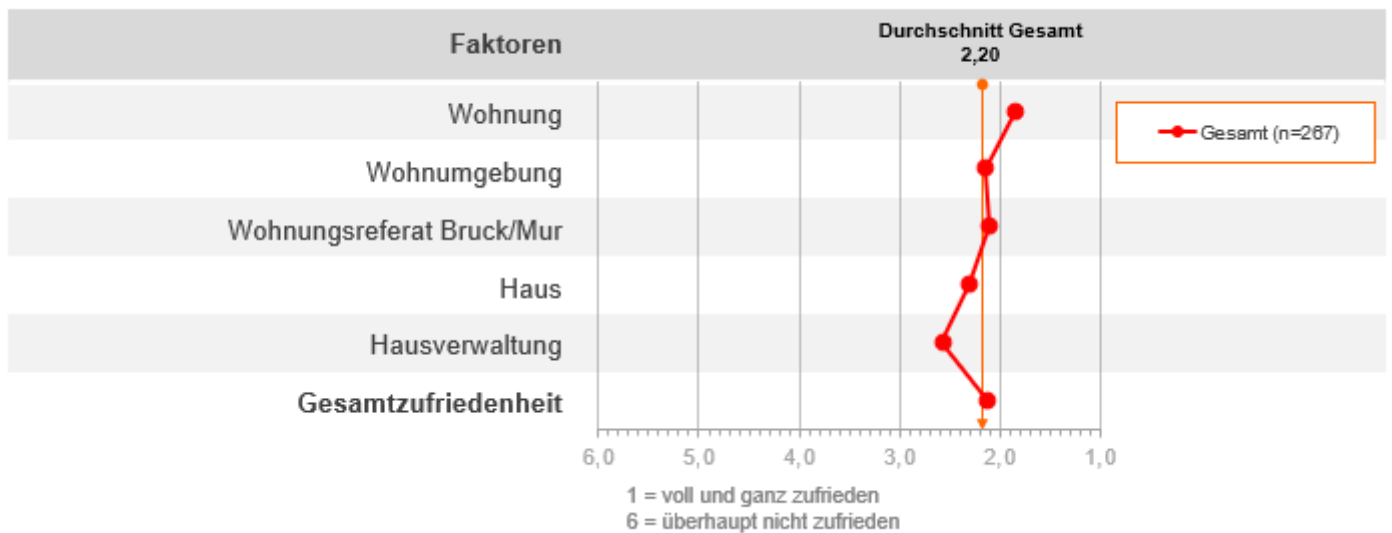 Faktoren
Durchschnitt Gesamt
2,20
Wohnung
Gesamt (n=267)
Wohnumgebung
Wohnungsreferat Bruck/Mur
Haus
Hausverwaltung
Gesamtzufriedenheit
6,0 5,0 4,0 3,0 2,0 1,0
1 = voll und ganz zufrieden
6 = überhaupt nicht zufrieden